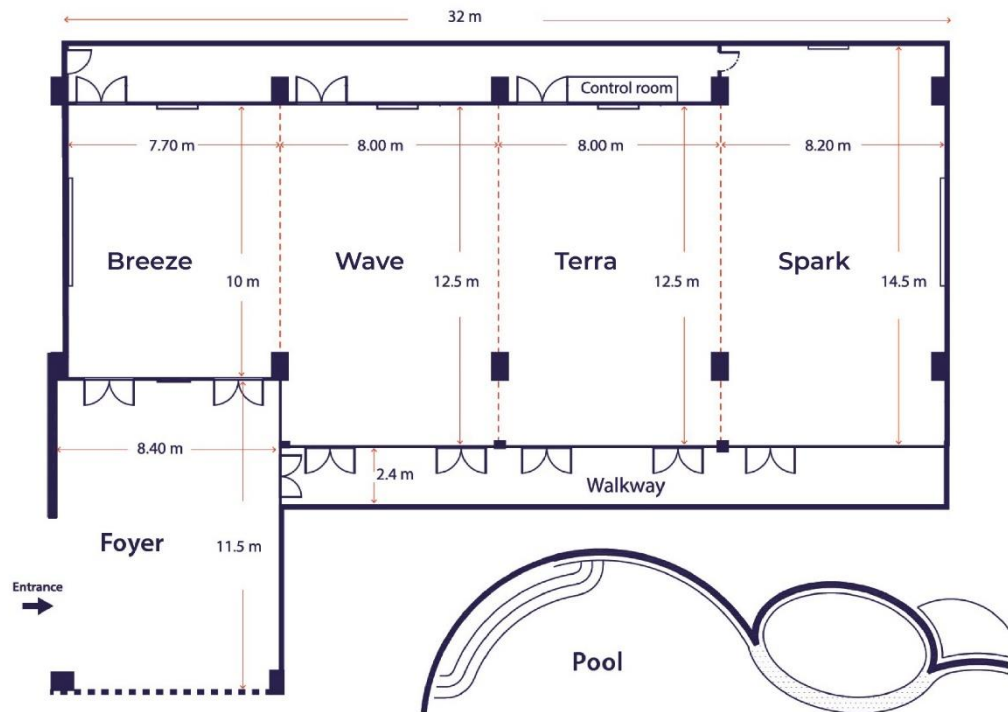 32 m
Control room
7.70 m
8.00 m
8.00 m
8.20 m
Breeze
Wave
Terra
Spark
10 m
12.5 m
12.5 m
14.5 m
8.40 m
2.4 m
Walkway
Foyer
11.5 m
Entrance
Pool